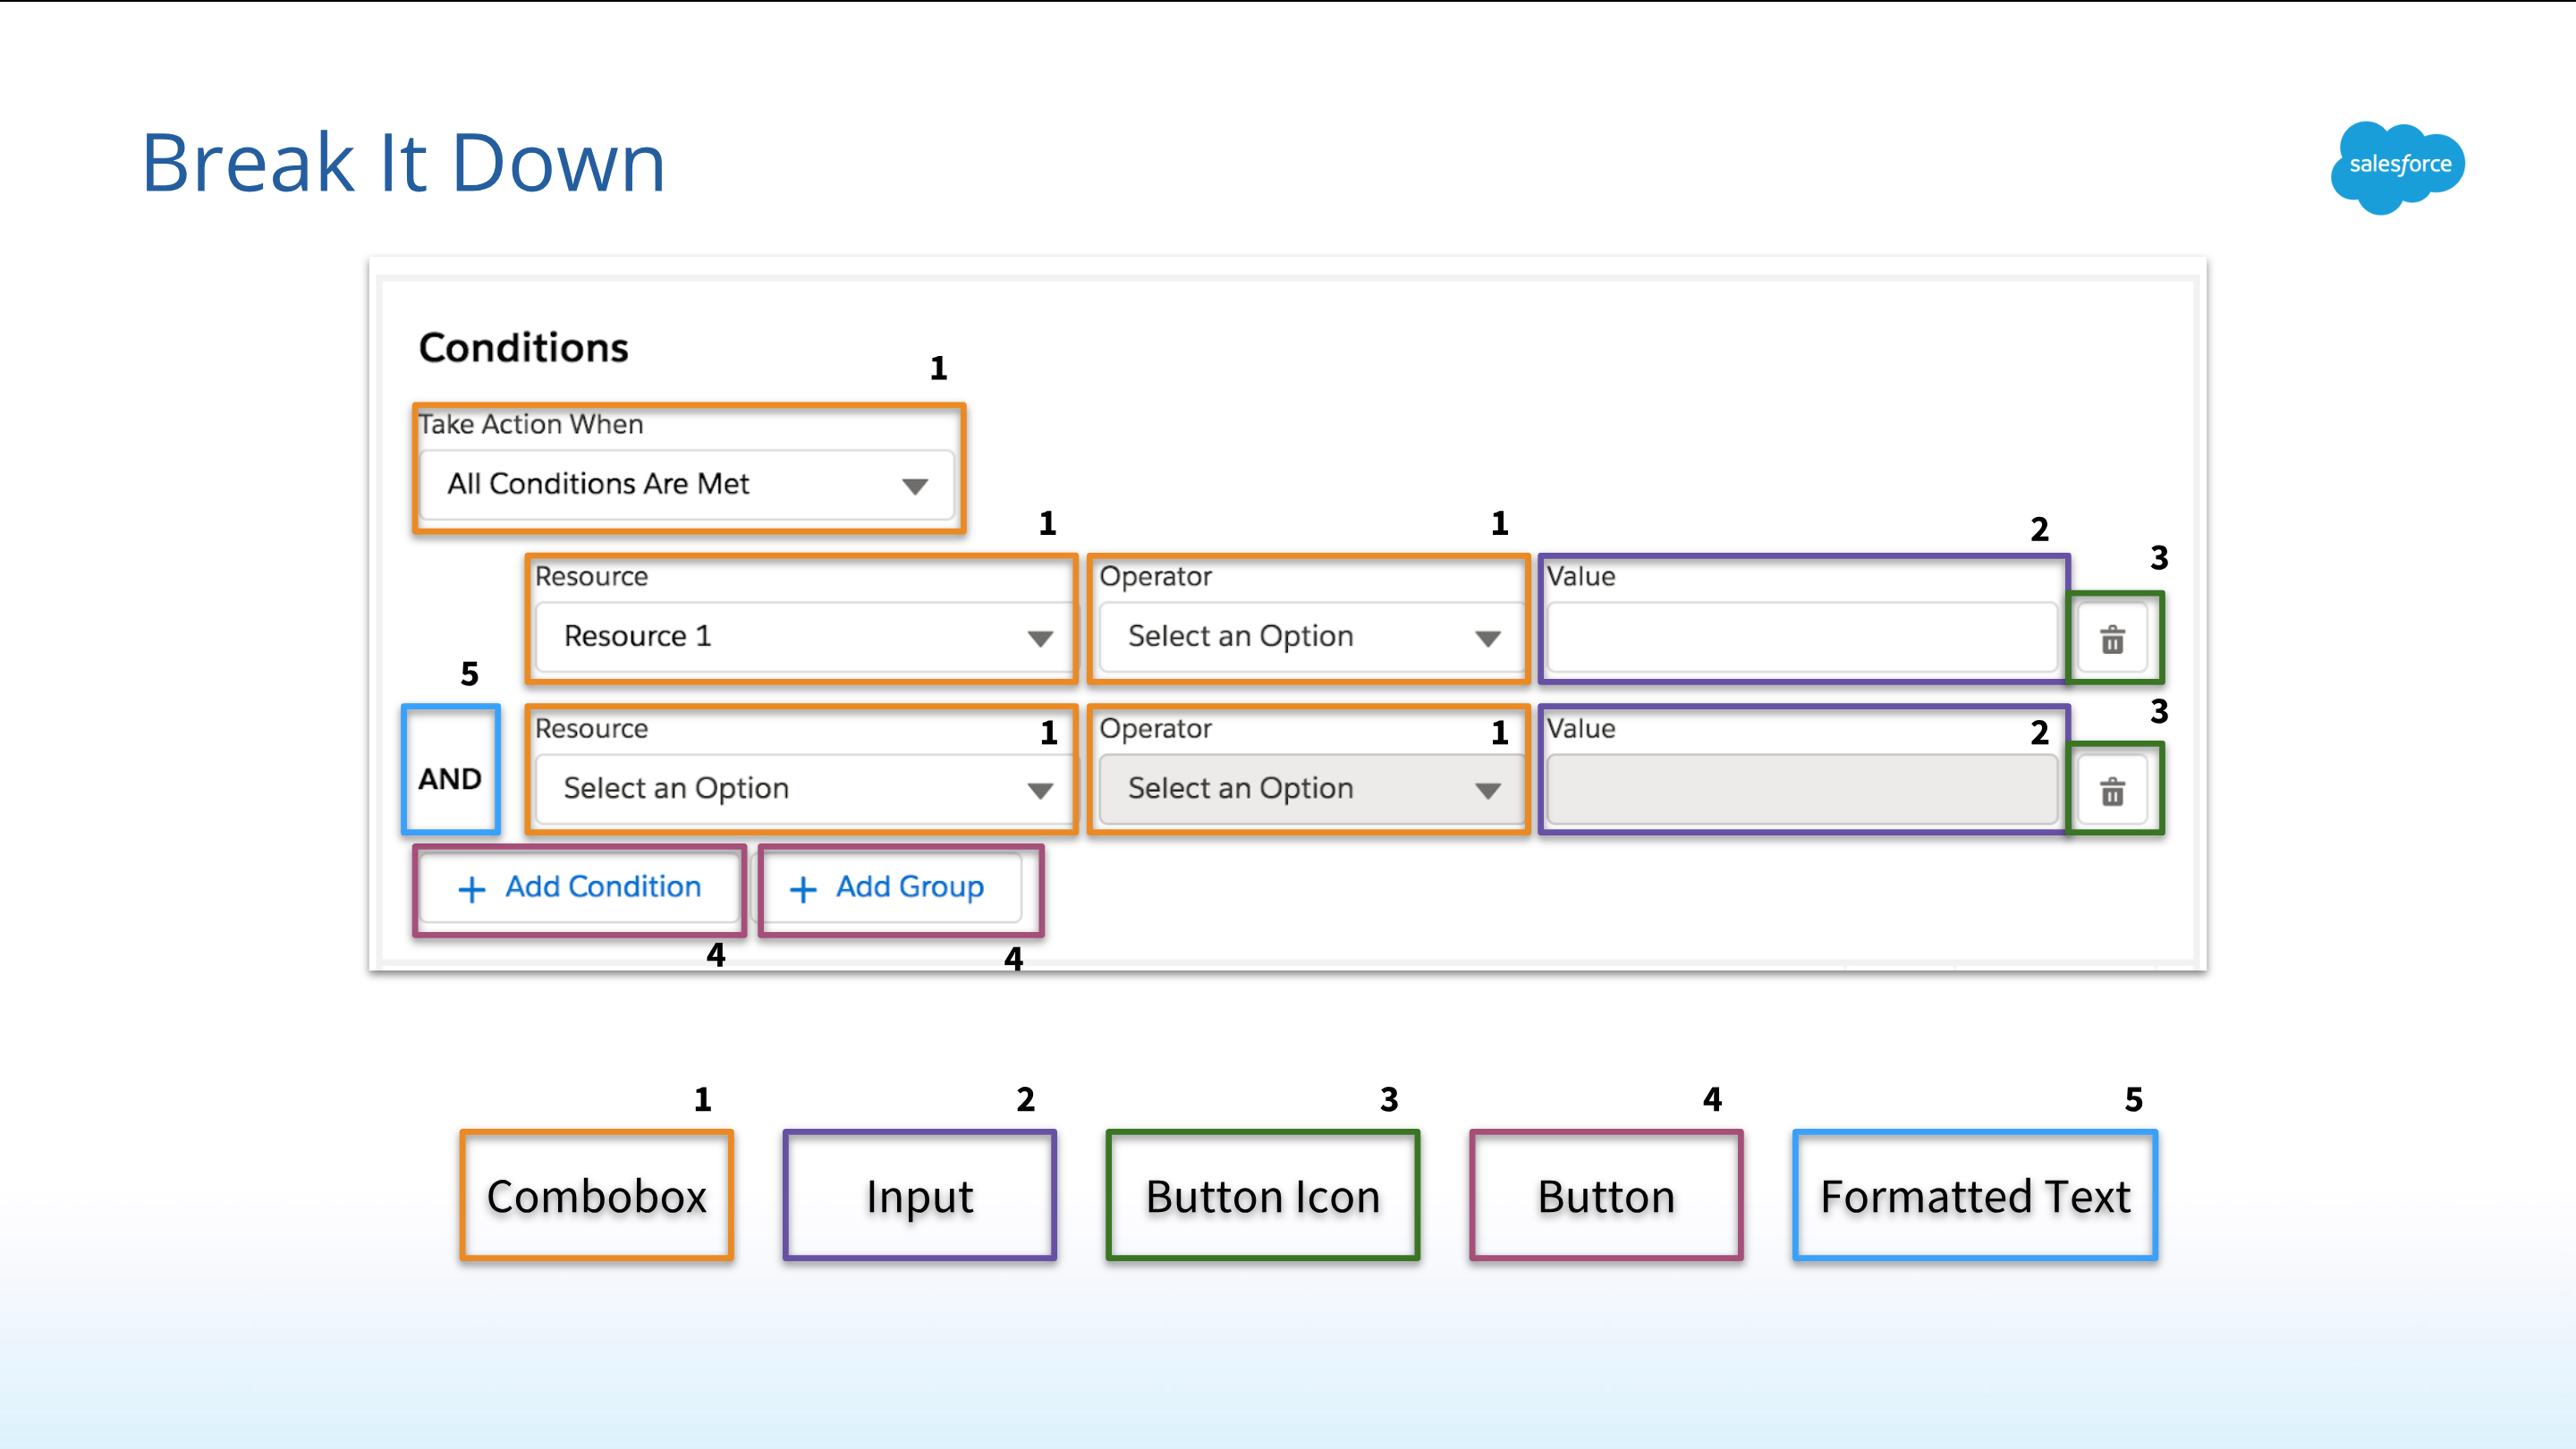 Break It Down
salesforce
Conditions
1
Take Action When
All Conditions Are Met
1 1 2 3
Resource Operator Value
Resource 1 Select an Option
5 3
Resource 1 Operator 1 Value 2
AND Select an Option Select an Option
+ Add Condition + Add Group
4 4
1 2 3 4 5
Combobox Input Button Icon Button Formatted Text